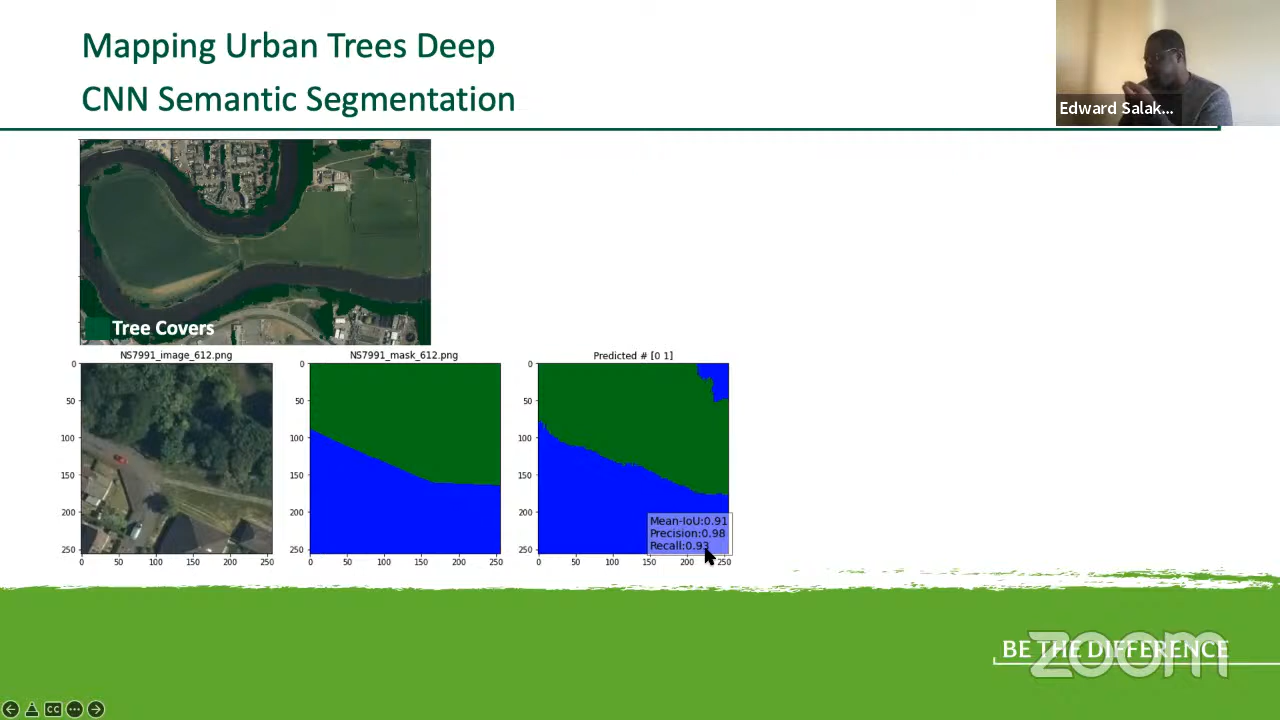 Mapping Urban Trees Deep
CNN Semantic Segmentation
Edward Salak...
Tree Covers
NS7991_image_612.png
NS7991_mask_612.png
Predicted # [0 1]
0
50
100
150
200
250
0 50 100 150 200 250
0
50
100
150
200
250
0 50 100 150 200 250
0
50
100
150
200
250
0 50 100 150 200 250
Mean-IoU:0.91
Precision:0.98
Recall:0.93
BE THE DIFFERENCE
zoom
CC